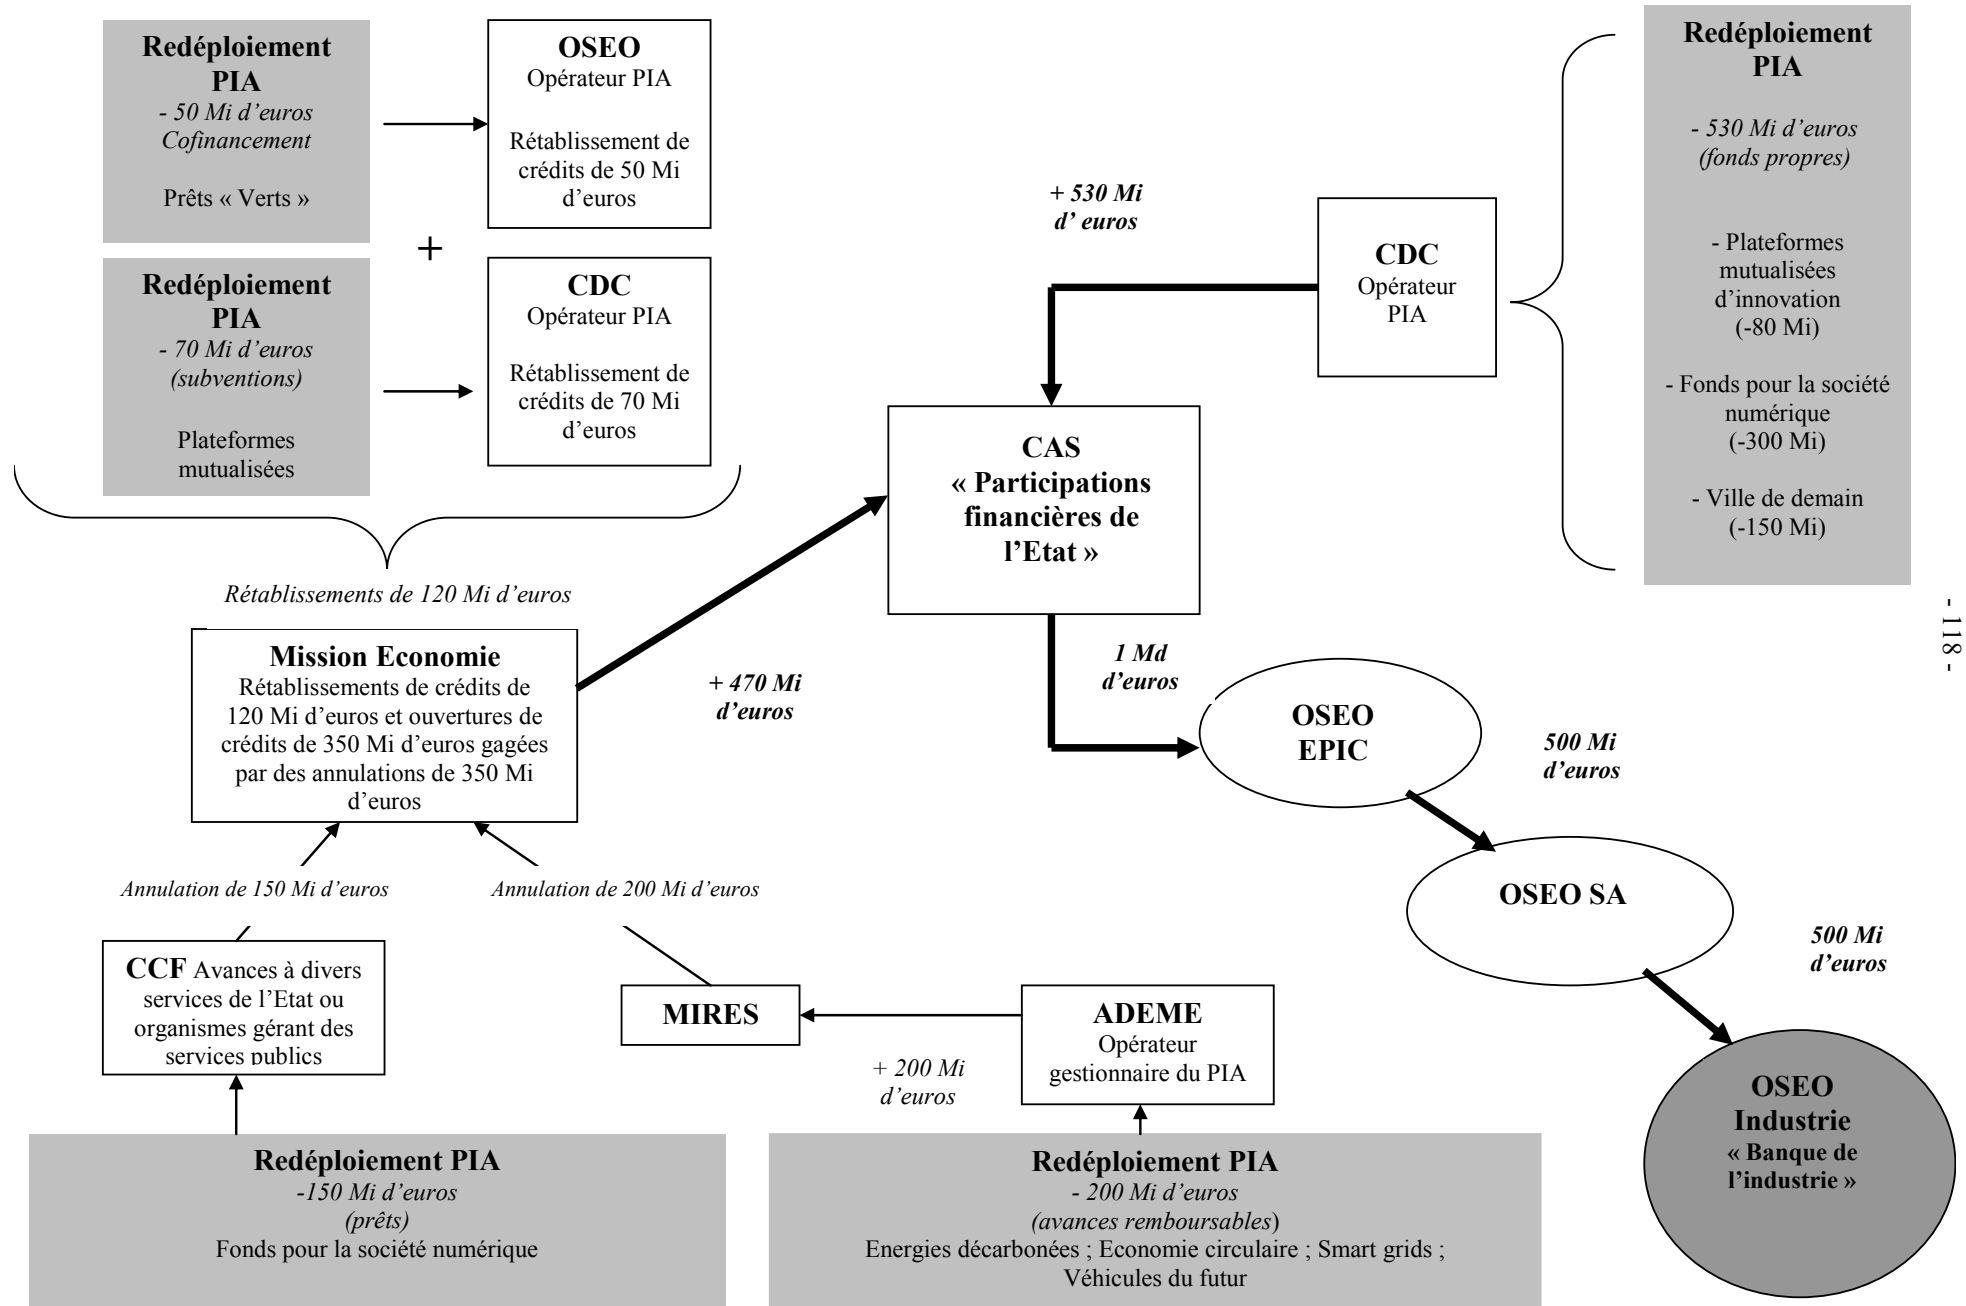 Redéploiement
PIA
- 50 Mi d’euros
Cofinancement
Prêts « Verts »
OSEO
Opérateur PIA
Rétablissement de
crédits de 50 Mi
d’euros
+
Redéploiement
PIA
- 70 Mi d’euros
(subventions)
Plateformes
mutualisées
CDC
Opérateur PIA
Rétablissement de
crédits de 70 Mi
d’euros
Rétablissements de 120 Mi d’euros
Mission Economie
Rétablissements de crédits de
120 Mi d’euros et ouvertures de
crédits de 350 Mi d’euros gagées
par des annulations de 350 Mi
d’euros
Annulation de 150 Mi d’euros
Annulation de 200 Mi d’euros
CCF Avances à divers
services de l’Etat ou
organismes gérant des
services publics
MIRES
ADEME
Opérateur
gestionnaire du PIA
+ 200 Mi
d’euros
Redéploiement PIA
-150 Mi d’euros
(prêts)
Fonds pour la société numérique
Redéploiement PIA
- 200 Mi d’euros
(avances remboursables)
Energies décarbonées ; Economie circulaire ; Smart grids ;
Véhicules du futur
+ 470 Mi
d’euros
+ 530 Mi
d’ euros
CDC
Opérateur
PIA
Redéploiement
PIA
- 530 Mi d’euros
(fonds propres)
- Plateformes
mutualisées
d’innovation
(-80 Mi)
- Fonds pour la société
numérique
(-300 Mi)
- Ville de demain
(-150 Mi)
CAS
« Participations
financières de
l’Etat »
1 Md
d’euros
OSEO
EPIC
500 Mi
d’euros
OSEO SA
500 Mi
d’euros
OSEO
Industrie
« Banque de
l’industrie »
- 118 -